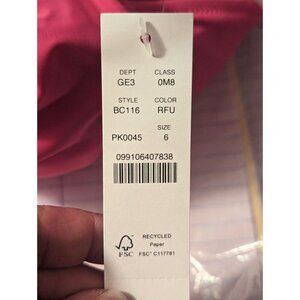 DEPT CLASS
GE3 0M8
STYLE COLOR
BC116 RFU
SIZE
PK0045 6
099106407838
RECYCLED
Paper
FSC FSC® C117781